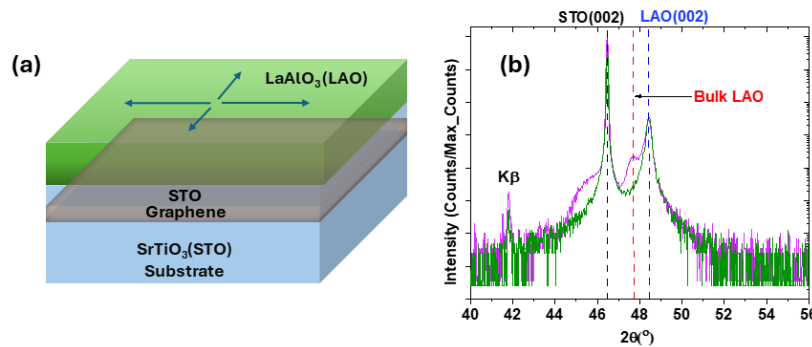 (a)
LaAlO₃(LAO)
STO
Graphene
SrTiO₃(STO)
Substrate
STO(002) LAO(002)
(b)
Bulk LAO
Kβ
Intensity (Counts/Max_Counts)
40 42 44 46 48 50 52 54 56
2θ(°)